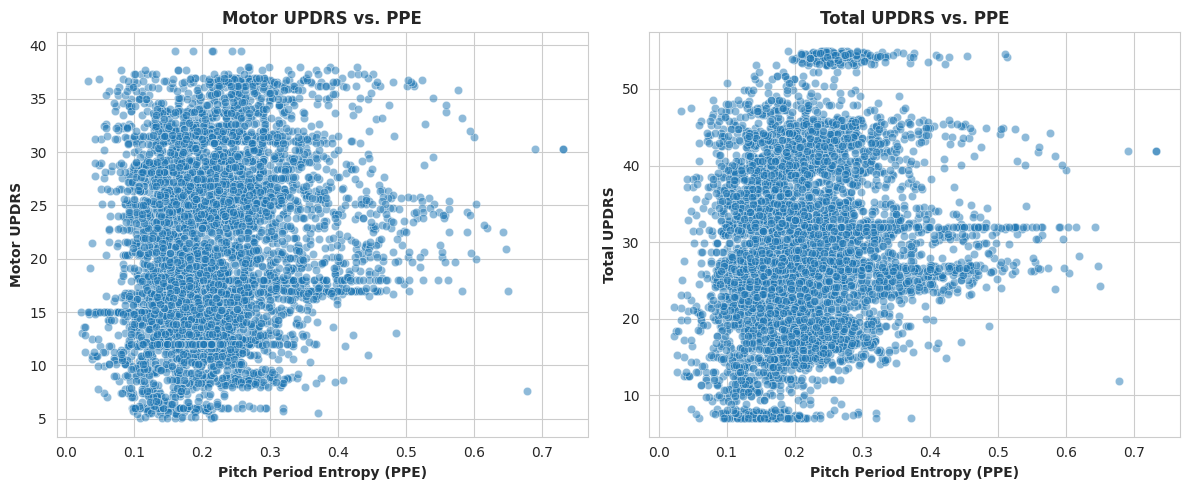 Motor UPDRS vs. PPE
40
35
30
25
20
15
10
5
Motor UPDRS
0.0 0.1 0.2 0.3 0.4 0.5 0.6 0.7
Pitch Period Entropy (PPE)
Total UPDRS vs. PPE
50
40
30
20
10
Total UPDRS
0.0 0.1 0.2 0.3 0.4 0.5 0.6 0.7
Pitch Period Entropy (PPE)